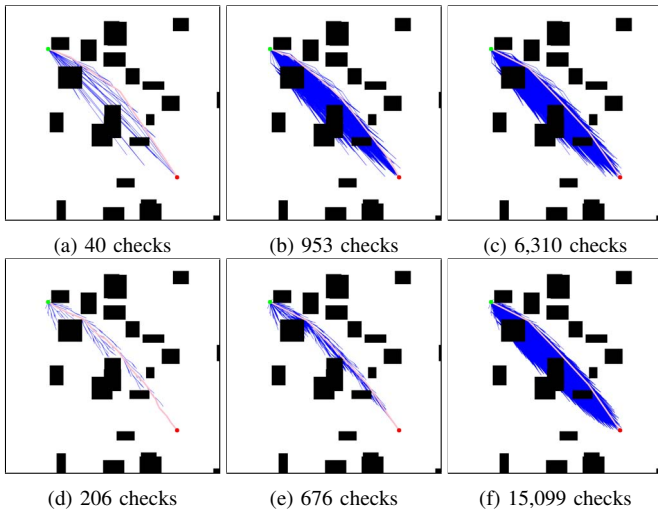 (a) 40 checks
(b) 953 checks
(c) 6,310 checks
(d) 206 checks
(e) 676 checks
(f) 15,099 checks